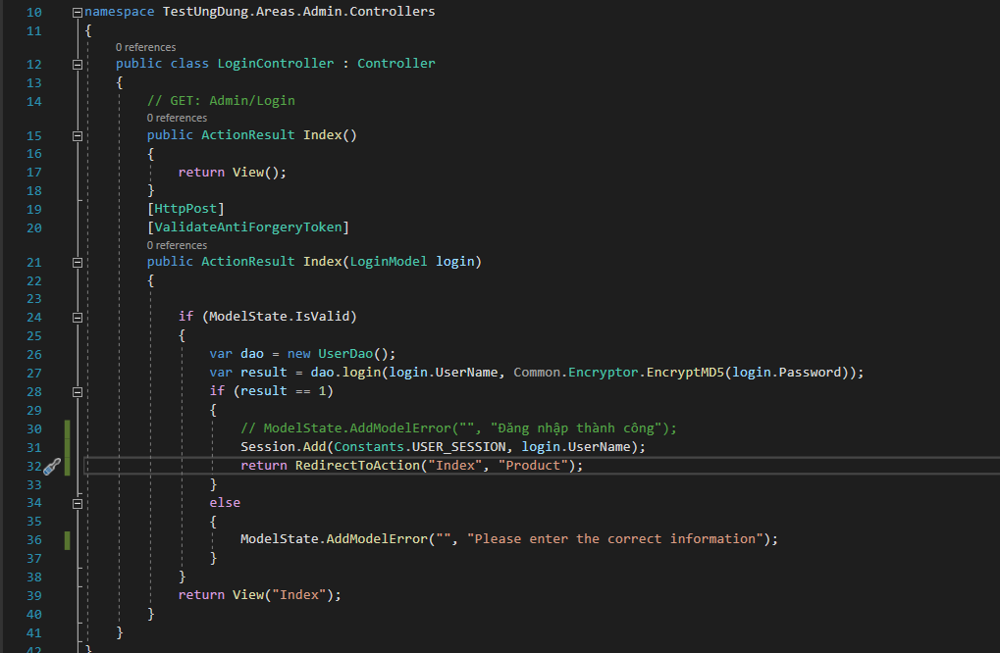 10 namespace TestUngDung.Areas.Admin.Controllers
11 {
0 references
12 public class LoginController : Controller
13 {
14 // GET: Admin/Login
0 references
15 public ActionResult Index()
16 {
17 return View();
18 }
19 [HttpPost]
20 [ValidateAntiForgeryToken]
0 references
21 public ActionResult Index(LoginModel login)
22 {
23
24 if (ModelState.IsValid)
25 {
26 var dao = new UserDao();
27 var result = dao.login(login.UserName, Common.Encryptor.EncryptMD5(login.Password));
28 if (result == 1)
29 {
30 // ModelState.AddModelError("", "Đăng nhập thành công");
31 Session.Add(Constants.USER_SESSION, login.UserName);
32 return RedirectToAction("Index", "Product");
33 }
34 else
35 {
36 ModelState.AddModelError("", "Please enter the correct information");
37 }
38 }
39 return View("Index");
40 }
41 }
42 }